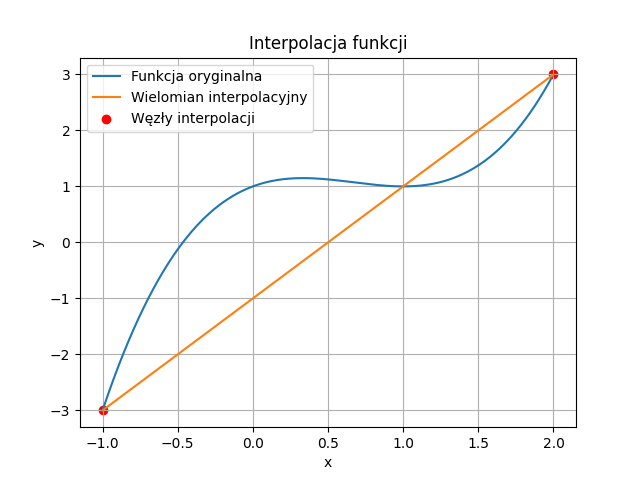 Interpolacja funkcji
Funkcja oryginalna
Wielomian interpolacyjny
Węzły interpolacji
y
3
2
1
0
−1
−2
−3
−1.0 −0.5 0.0 0.5 1.0 1.5 2.0
x